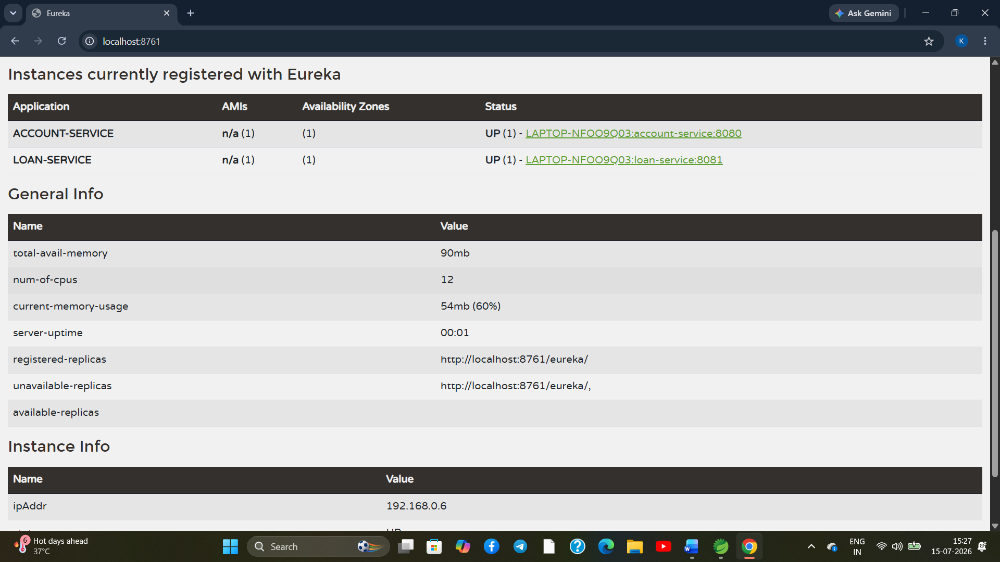 Eureka
Ask Gemini
localhost:8761
K
Instances currently registered with Eureka
Application AMIs Availability Zones Status
ACCOUNT-SERVICE n/a (1) (1) UP (1) - LAPTOP-NFOO9Q03:account-service:8080
LOAN-SERVICE n/a (1) (1) UP (1) - LAPTOP-NFOO9Q03:loan-service:8081
General Info
Name Value
total-avail-memory 90mb
num-of-cpus 12
current-memory-usage 54mb (60%)
server-uptime 00:01
registered-replicas http://localhost:8761/eureka/
unavailable-replicas http://localhost:8761/eureka/,
available-replicas
Instance Info
Name Value
ipAddr 192.168.0.6
6
Hot days ahead
37°C
Search
ENG
IN
15:27
15-07-2026